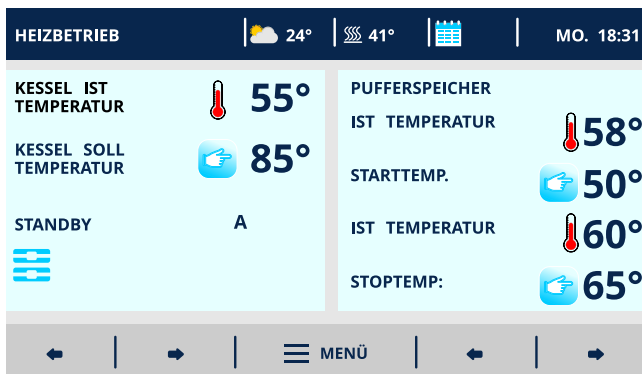 HEIZBETRIEB
24°
41°
MO. 18:31
KESSEL IST
TEMPERATUR
55°
KESSEL SOLL
TEMPERATUR
85°
STANDBY
A
PUFFERSPEICHER
IST TEMPERATUR
58°
STARTTEMP.
50°
IST TEMPERATUR
60°
STOPTEMP:
65°
MENÜ